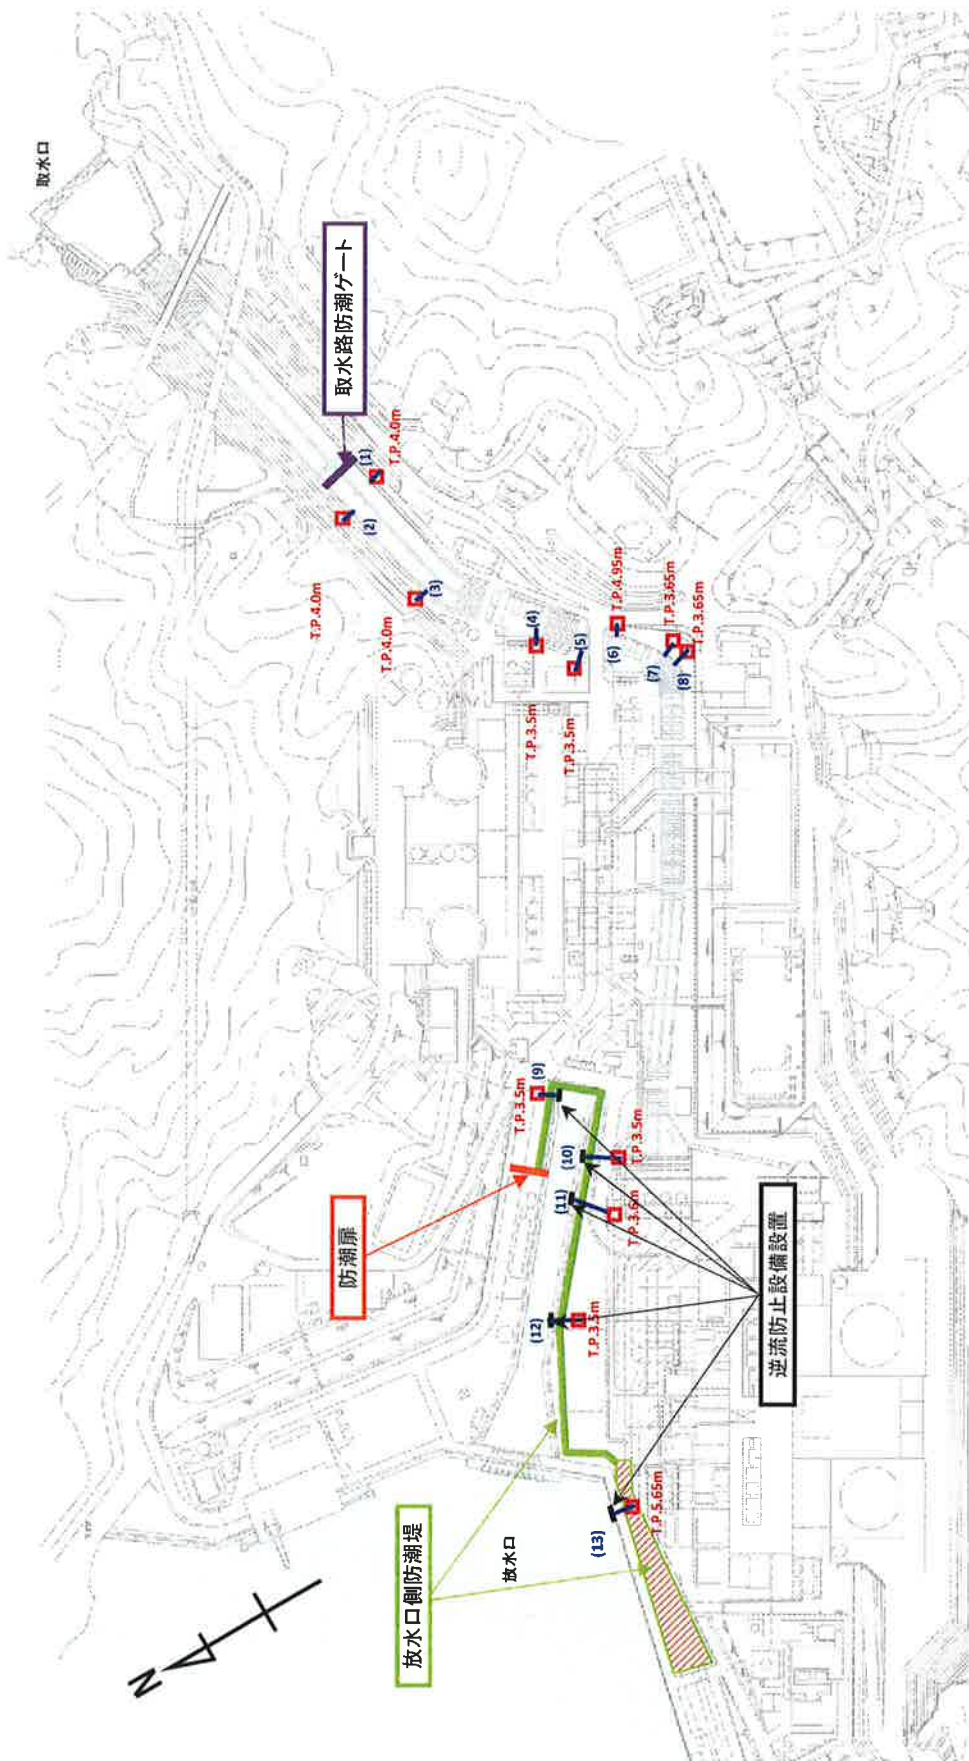 取水口
取水路防潮ゲート
(1)
T.P.4.0m
(2)
T.P.4.0m
(3)
T.P.4.0m
(4)
T.P.3.5m
(5)
T.P.3.5m
(6)
T.P.4.95m
(7)
T.P.3.65m
(8)
T.P.3.65m
(9)
T.P.3.5m
(10)
T.P.3.5m
(11)
T.P.3.6m
(12)
T.P.3.5m
(13)
T.P.5.65m
防潮扉
逆流防止設備設置
放水口側防潮堤
放水口
N